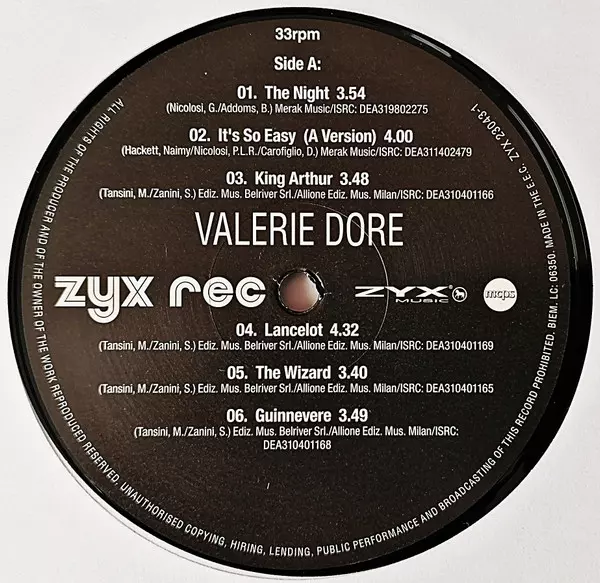 33rpm
Side A:
01. The Night 3.54
(Nicolosi, G./Addoms, B.) Merak Music/ISRC: DEA319802275
02. It's So Easy (A Version) 4.00
(Hackett, Naimy/Nicolosi, P.L.R./Carofiglio, D.) Merak Music/ISRC: DEA311402479
03. King Arthur 3.48
(Tansini, M./Zanini, S.) Ediz. Mus. Belriver Srl./Allione Ediz. Mus. Milan/ISRC: DEA310401166
VALERIE DORE
zyx rec
ZYX®
MUSIC
mcps
04. Lancelot 4.32
(Tansini, M./Zanini, S.) Ediz. Mus. Belriver Srl./Allione Ediz. Mus. Milan/ISRC: DEA310401169
05. The Wizard 3.40
(Tansini, M./Zanini, S.) Ediz. Mus. Belriver Srl./Allione Ediz. Mus. Milan/ISRC: DEA310401165
06. Guinnevere 3.49
(Tansini, M./Zanini, S.) Ediz. Mus. Belriver Srl./Allione Ediz. Mus. Milan/ISRC:
DEA310401168
ALL RIGHTS OF THE PRODUCER AND OF THE OWNER OF THE WORK REPRODUCED RESERVED. UNAUTHORISED COPYING, HIRING, LENDING, PUBLIC PERFORMANCE AND BROADCASTING OF THIS RECORD PROHIBITED. BIEM. LC: 06350. MADE IN THE E.E.C. ZYX 23043-1